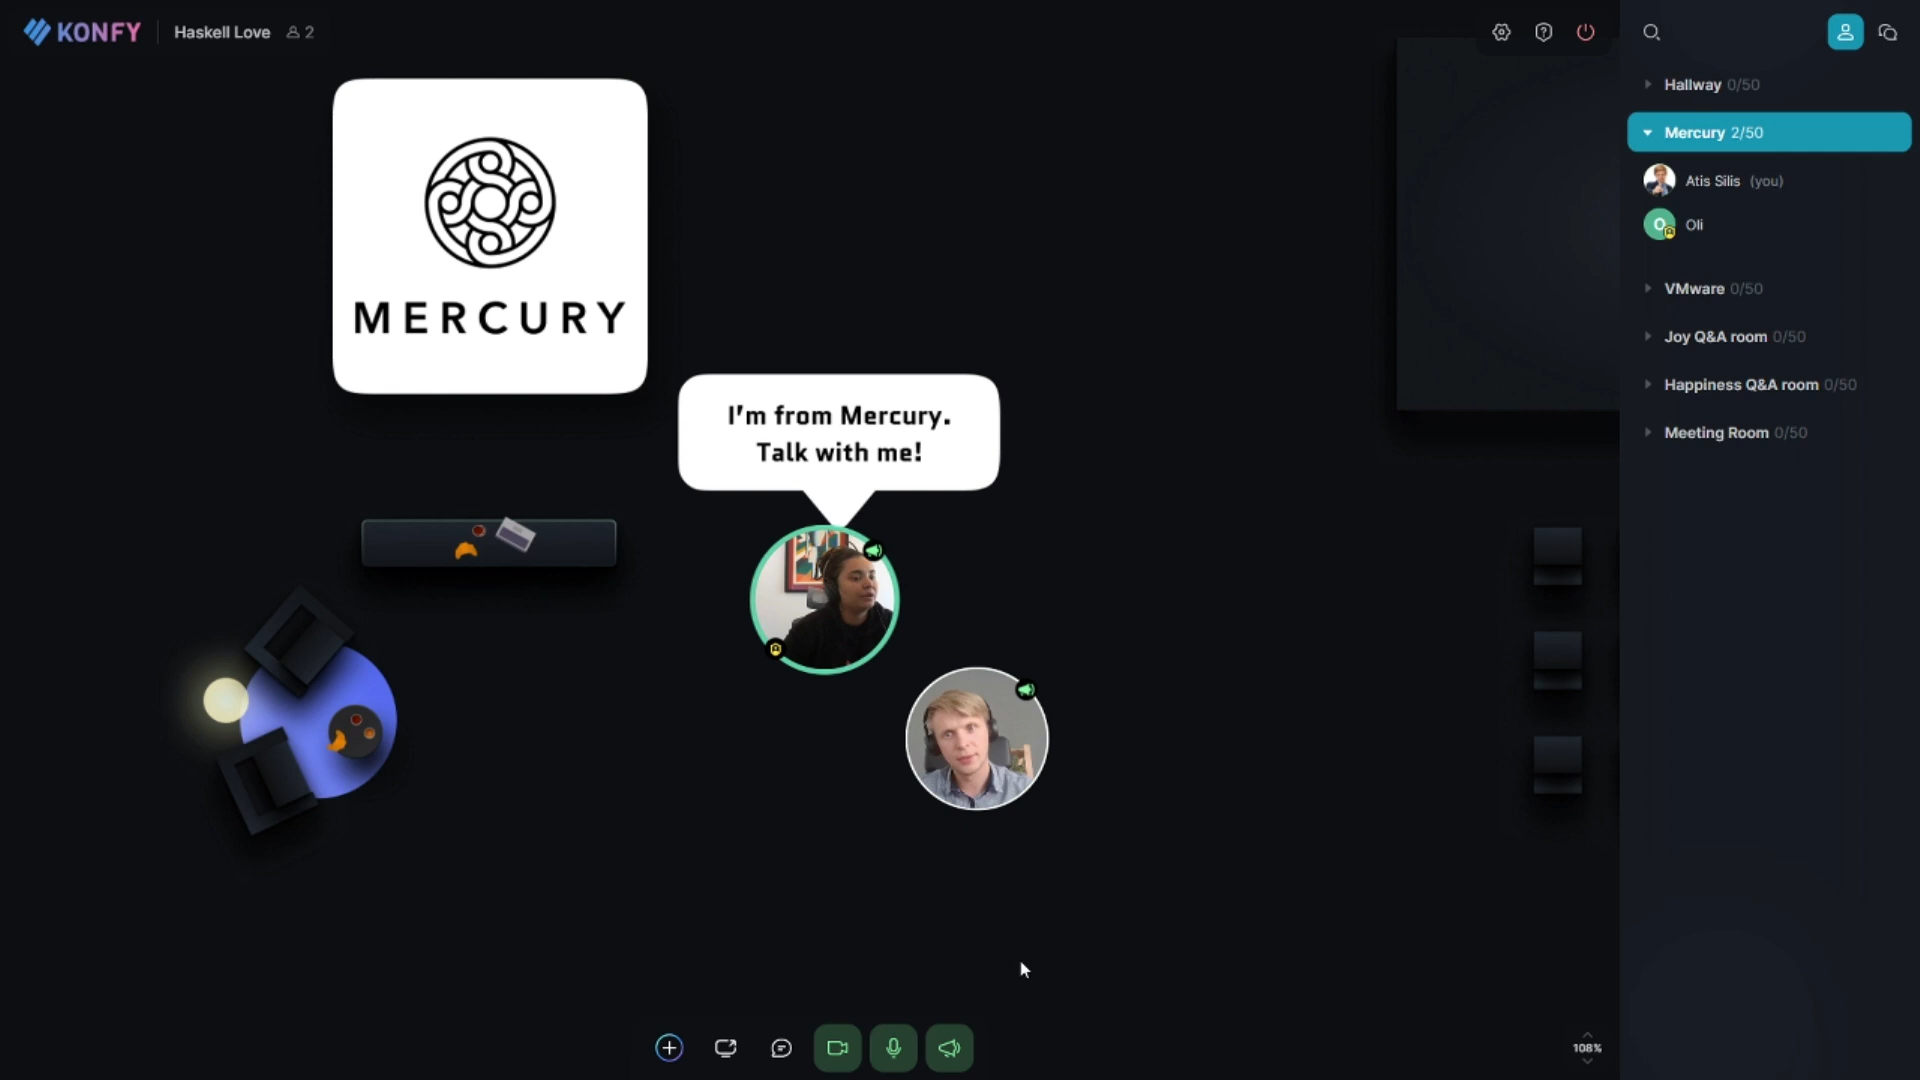 KONFY
Haskell Love 2
MERCURY
I'm from Mercury.
Talk with me!
Hallway 0/50
Mercury 2/50
Atis Silis (you)
O Oli
VMware 0/50
Joy Q&A room 0/50
Happiness Q&A room 0/50
Meeting Room 0/50
108%